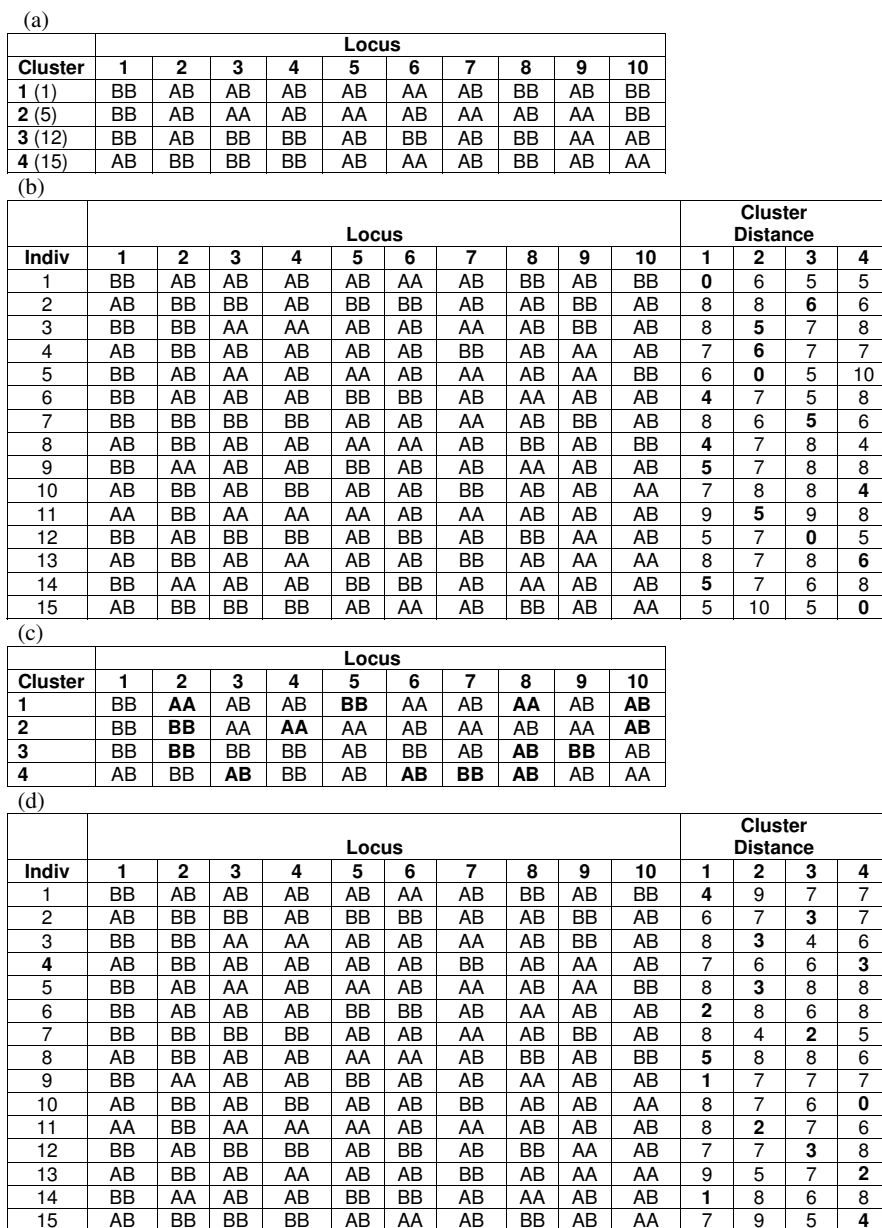 (a)
Locus
Cluster 1 2 3 4 5 6 7 8 9 10
1 (1) BB AB AB AB AB AA AB BB AB BB
2 (5) BB AB AA AB AA AB AA AB AA BB
3 (12) BB AB BB BB AB BB AB BB AA AB
4 (15) AB BB BB BB AB AA AB BB AB AA
(b)
Locus Cluster Distance
Indiv 1 2 3 4 5 6 7 8 9 10 1 2 3 4
1 BB AB AB AB AB AA AB BB AB BB 0 6 5 5
2 AB BB BB AB BB BB AB AB BB AB 8 8 6 6
3 BB BB AA AA AB AB AA AB BB AB 8 5 7 8
4 AB BB AB AB AB AB BB AB AA AB 7 6 7 7
5 BB AB AA AB AA AB AA AB AA BB 6 0 5 10
6 BB AB AB AB BB BB AB AA AB AB 4 7 5 8
7 BB BB BB BB AB AB AA AB BB AB 8 6 5 6
8 AB BB AB AB AA AA AB BB AB BB 4 7 8 4
9 BB AA AB AB BB AB AB AA AB AB 5 7 8 8
10 AB BB AB BB AB AB BB AB AB AA 7 8 8 4
11 AA BB AA AA AA AB AA AB AB AB 9 5 9 8
12 BB AB BB BB AB BB AB BB AA AB 5 7 0 5
13 AB BB AB AA AB AB BB AB AA AA 8 7 8 6
14 BB AA AB AB BB BB AB AA AB AB 5 7 6 8
15 AB BB BB BB AB AA AB BB AB AA 5 10 5 0
(c)
Locus
Cluster 1 2 3 4 5 6 7 8 9 10
1 BB AA AB AB BB AA AB AA AB AB
2 BB BB AA AA AA AB AA AB AA AB
3 BB BB BB BB AB BB AB AB BB AB
4 AB BB AB BB AB AB BB AB AB AA
(d)
Locus Cluster Distance
Indiv 1 2 3 4 5 6 7 8 9 10 1 2 3 4
1 BB AB AB AB AB AA AB BB AB BB 4 9 7 7
2 AB BB BB AB BB BB AB AB BB AB 6 7 3 7
3 BB BB AA AA AB AB AA AB BB AB 8 3 4 6
4 AB BB AB AB AB AB BB AB AA AB 7 6 6 3
5 BB AB AA AB AA AB AA AB AA BB 8 3 8 8
6 BB AB AB AB BB BB AB AA AB AB 2 8 6 8
7 BB BB BB BB AB AB AA AB BB AB 8 4 2 5
8 AB BB AB AB AA AA AB BB AB BB 5 8 8 6
9 BB AA AB AB BB AB AB AA AB AB 1 7 7 7
10 AB BB AB BB AB AB BB AB AB AA 8 7 6 0
11 AA BB AA AA AA AB AA AB AB AB 8 2 7 6
12 BB AB BB BB AB BB AB BB AA AB 7 7 3 8
13 AB BB AB AA AB AB BB AB AA AA 9 5 7 2
14 BB AA AB AB BB BB AB AA AB AB 1 8 6 8
15 AB BB BB BB AB AA AB BB AB AA 7 9 5 4